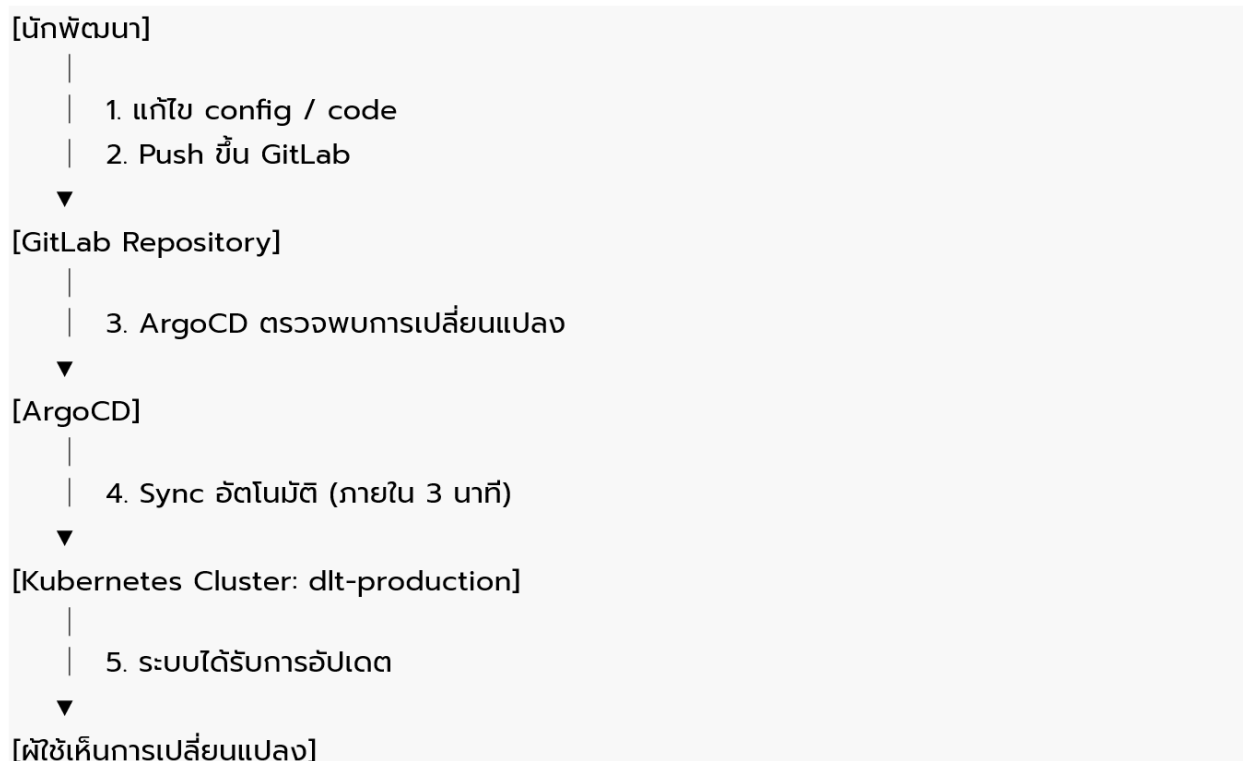 [นักพัฒนา]
│
│ 1. แก้ไข config / code
│ 2. Push ขึ้น GitLab
▼
[GitLab Repository]
│
│ 3. ArgoCD ตรวจพบการเปลี่ยนแปลง
▼
[ArgoCD]
│
│ 4. Sync อัตโนมัติ (ภายใน 3 นาที)
▼
[Kubernetes Cluster: dlt-production]
│
│ 5. ระบบได้รับการอัปเดต
▼
[ผู้ใช้เห็นการเปลี่ยนแปลง]